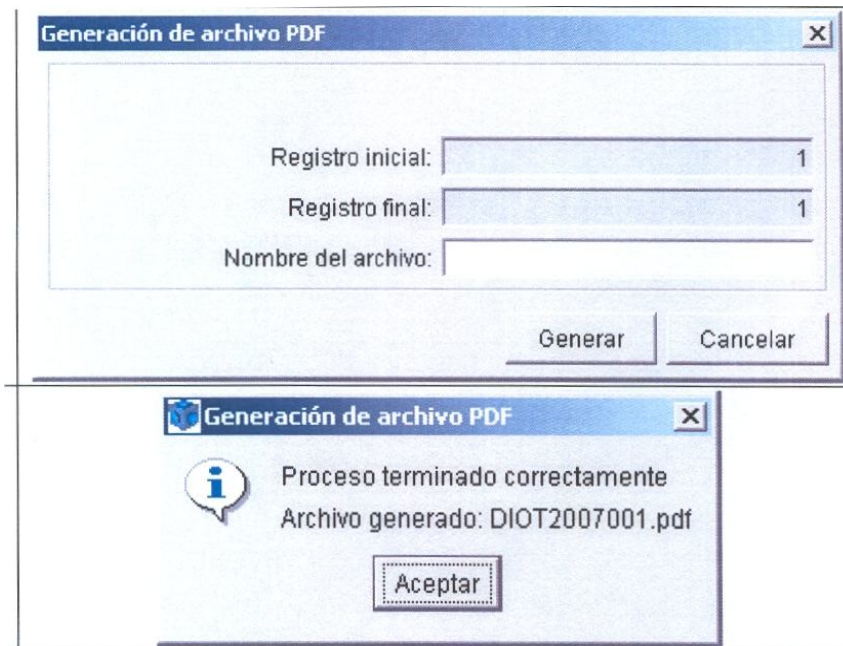 Generación de archivo PDF
Registro inicial: 1
Registro final: 1
Nombre del archivo:
Generar Cancelar
Generación de archivo PDF
Proceso terminado correctamente
Archivo generado: DIOT2007001.pdf
Aceptar